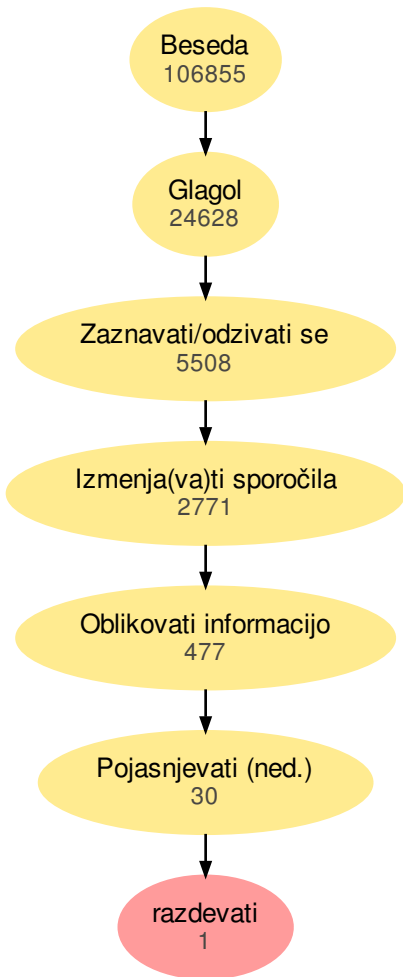 Beseda
106855
Glagol
24628
Zaznavati/odzivati se
5508
Izmenja(va)ti sporočila
2771
Oblikovati informacijo
477
Pojasnjevati (ned.)
30
razdevati
1